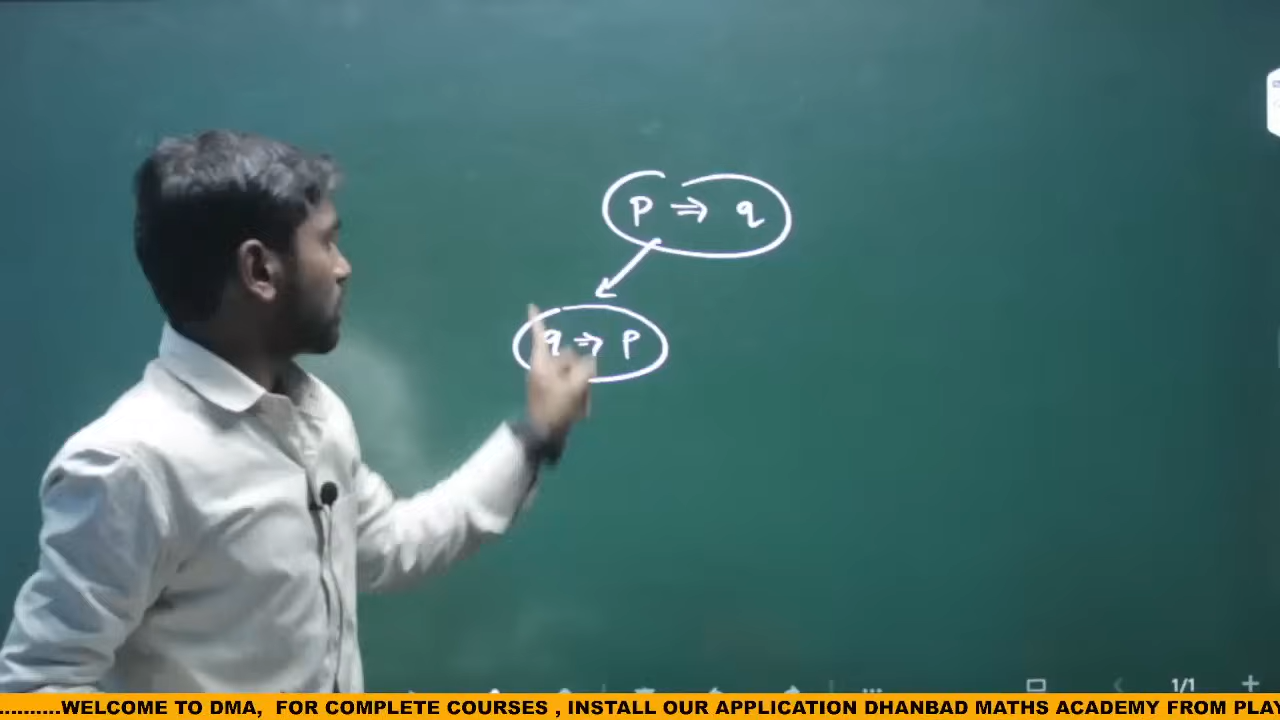 p ⇒ q
q ⇒ p
1/1
..........WELCOME TO DMA, FOR COMPLETE COURSES , INSTALL OUR APPLICATION DHANBAD MATHS ACADEMY FROM PLAY